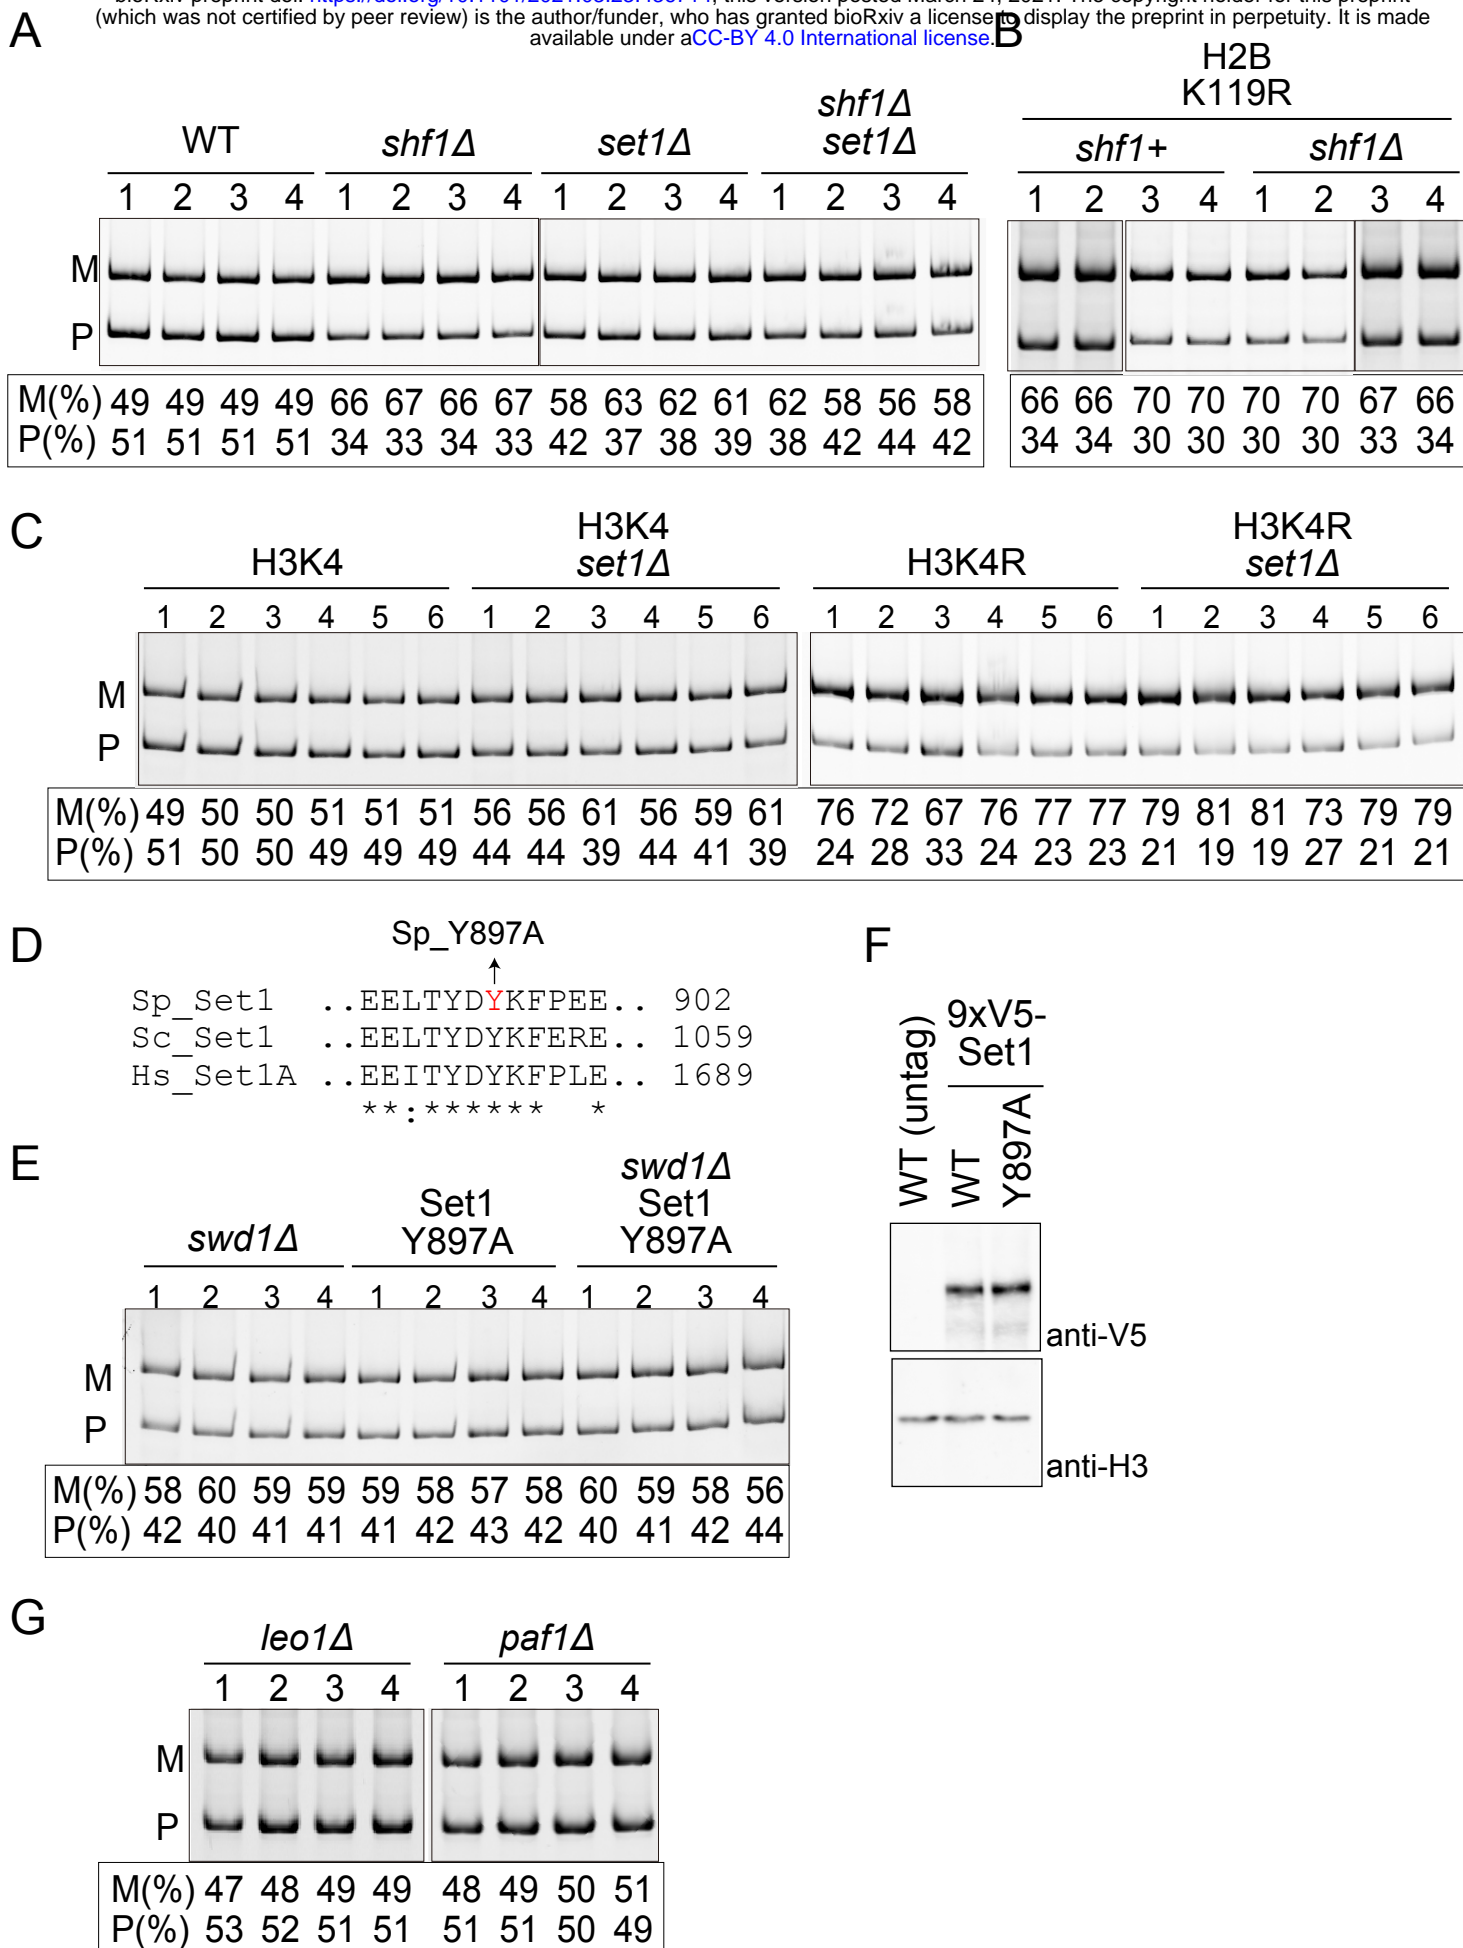 (which was not certified by peer review) is the author/funder, who has granted bioRxiv a license to display the preprint in perpetuity. It is made
available under aCC-BY 4.0 International license.
A
WT shf1Δ set1Δ shf1Δ set1Δ
1 2 3 4 1 2 3 4 1 2 3 4 1 2 3 4
M
P
M(%) 49 49 49 49 66 67 66 67 58 63 62 61 62 58 56 58
P(%) 51 51 51 51 34 33 34 33 42 37 38 39 38 42 44 42
B
H2B
K119R
shf1+ shf1Δ
1 2 3 4 1 2 3 4
66 66 70 70 70 70 67 66
34 34 30 30 30 30 33 34
C
H3K4 H3K4 set1Δ H3K4R H3K4R set1Δ
1 2 3 4 5 6 1 2 3 4 5 6 1 2 3 4 5 6 1 2 3 4 5 6
M
P
M(%) 49 50 50 51 51 51 56 56 61 56 59 61 76 72 67 76 77 77 79 81 81 73 79 79
P(%) 51 50 50 49 49 49 44 44 39 44 41 39 24 28 33 24 23 23 21 19 19 27 21 21
D
Sp_Y897A
Sp_Set1 ..EELTYDYKFPEE.. 902
Sc_Set1 ..EELTYDYKFERE.. 1059
Hs_Set1A ..EEITYDYKFPLE.. 1689
**:****** *
E
swd1Δ Set1 Y897A swd1Δ Set1 Y897A
1 2 3 4 1 2 3 4 1 2 3 4
M
P
M(%) 58 60 59 59 59 58 57 58 60 59 58 56
P(%) 42 40 41 41 41 42 43 42 40 41 42 44
F
WT (untag)
9xV5-
Set1
WT
Y897A
anti-V5
anti-H3
G
leo1Δ paf1Δ
1 2 3 4 1 2 3 4
M
P
M(%) 47 48 49 49 48 49 50 51
P(%) 53 52 51 51 51 51 50 49